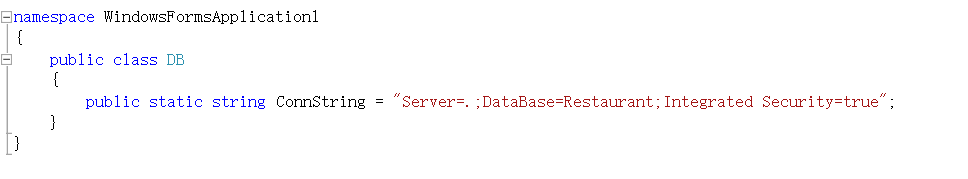 namespace WindowsFormsApplication1
{
public class DB
{
public static string ConnString = "Server=.;DataBase=Restaurant;Integrated Security=true";
}
}